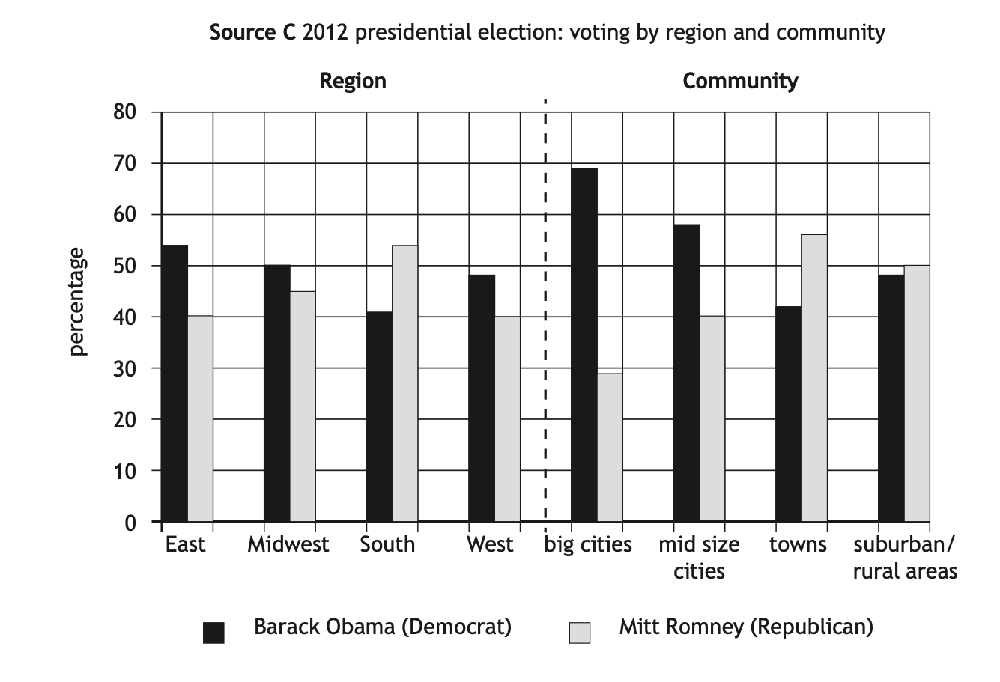 Source C 2012 presidential election: voting by region and community
Region
Community
80
70
60
50
40
30
20
10
0
percentage
East
Midwest
South
West
big cities
mid size
cities
towns
suburban/
rural areas
Barack Obama (Democrat)
Mitt Romney (Republican)